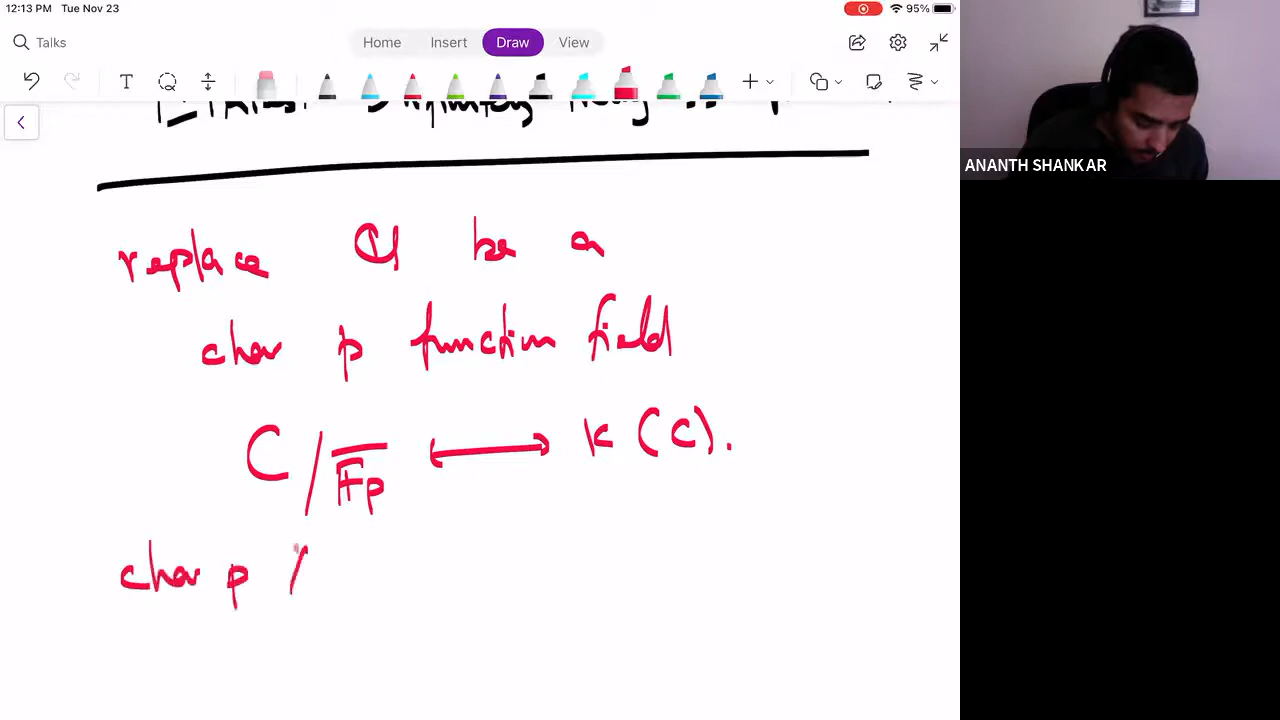 12:13 PM Tue Nov 23
95%
Talks
Home Insert Draw View
T
ANANTH SHANKAR
replace be a
char p function field
C / F̅p ⟷ K (C).
char p /